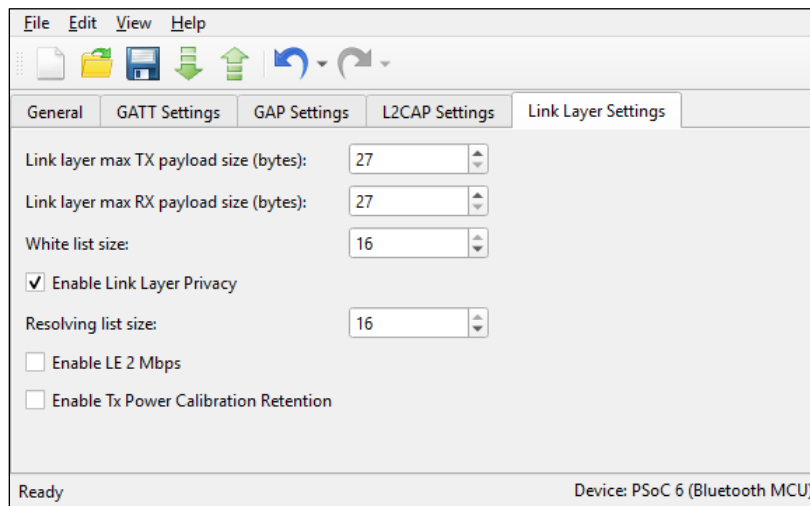 File Edit View Help
General GATT Settings GAP Settings L2CAP Settings Link Layer Settings
Link layer max TX payload size (bytes): 27
Link layer max RX payload size (bytes): 27
White list size: 16
Enable Link Layer Privacy
Resolving list size: 16
Enable LE 2 Mbps
Enable Tx Power Calibration Retention
Ready Device: PSoC 6 (Bluetooth MCU)